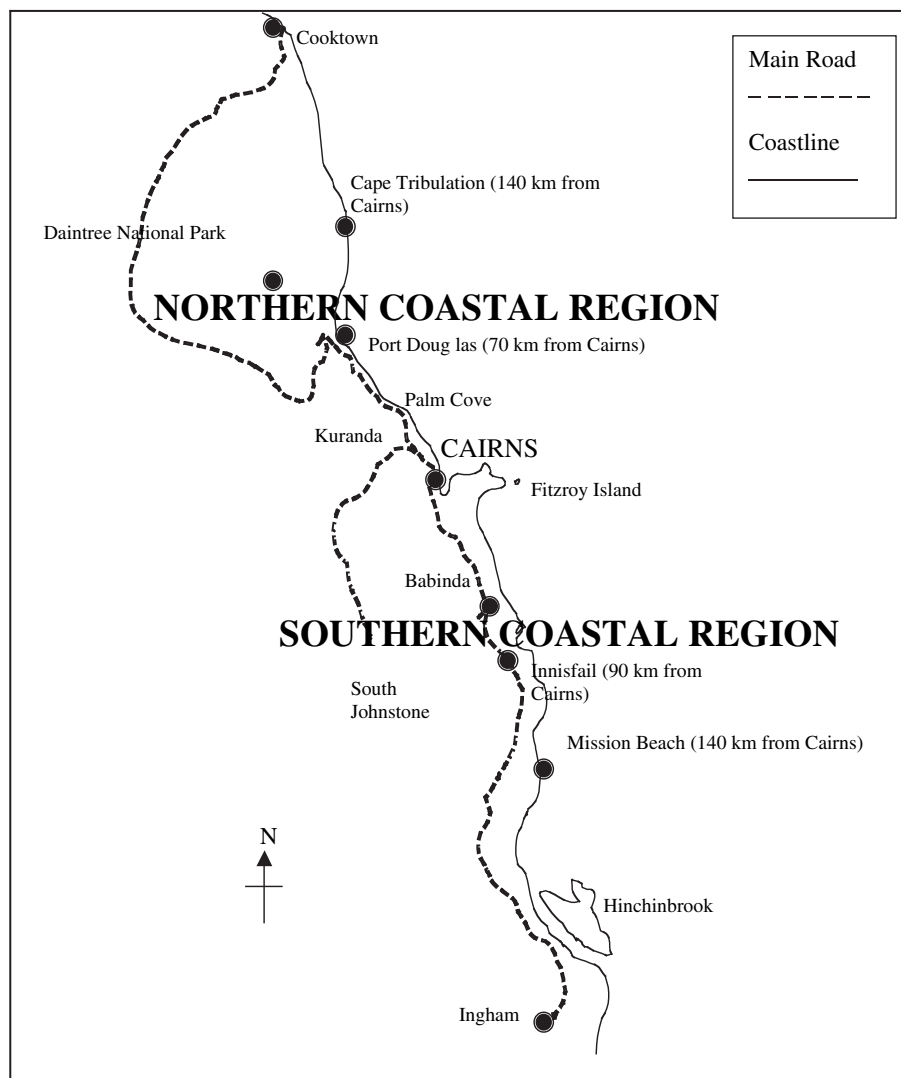 Cooktown
Main Road
Coastline
Cape Tribulation (140 km from
Cairns)
Daintree National Park
NORTHERN COASTAL REGION
Port Doug las (70 km from Cairns)
Palm Cove
Kuranda
CAIRNS
Fitzroy Island
Babinda
SOUTHERN COASTAL REGION
Innisfail (90 km from
Cairns)
South
Johnstone
Mission Beach (140 km from Cairns)
N
Hinchinbrook
Ingham